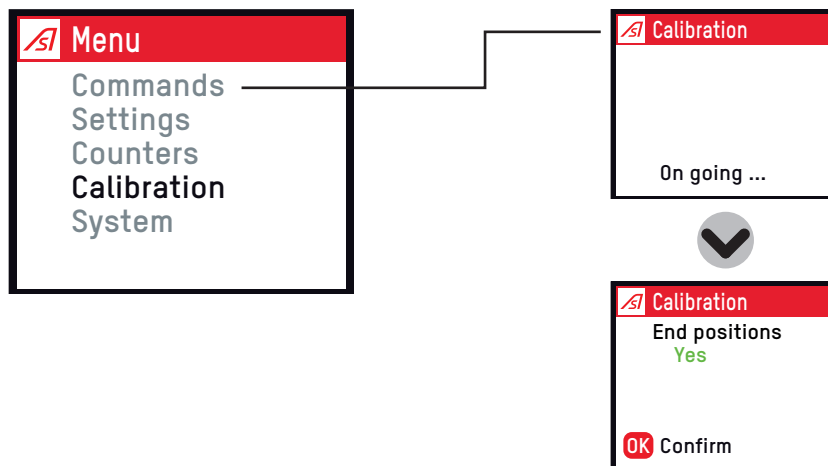 Menu
Commands
Settings
Counters
Calibration
System
Calibration
On going ...
Calibration
End positions
Yes
OK Confirm